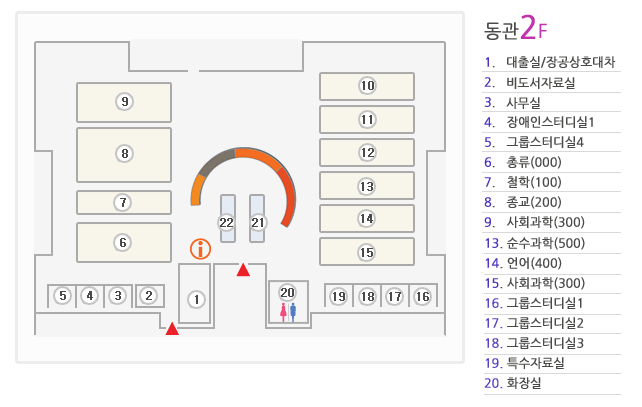 동관2F
1. 대출실/장공상호대차
2. 비도서자료실
3. 사무실
4. 장애인스터디실1
5. 그룹스터디실4
6. 총류(000)
7. 철학(100)
8. 종교(200)
9. 사회과학(300)
13. 순수과학(500)
14. 언어(400)
15. 사회과학(300)
16. 그룹스터디실1
17. 그룹스터디실2
18. 그룹스터디실3
19. 특수자료실
20. 화장실
9
10
11
8
12
13
7
14
22 21
6
15
5 4 3 2
1
20
19 18 17 16